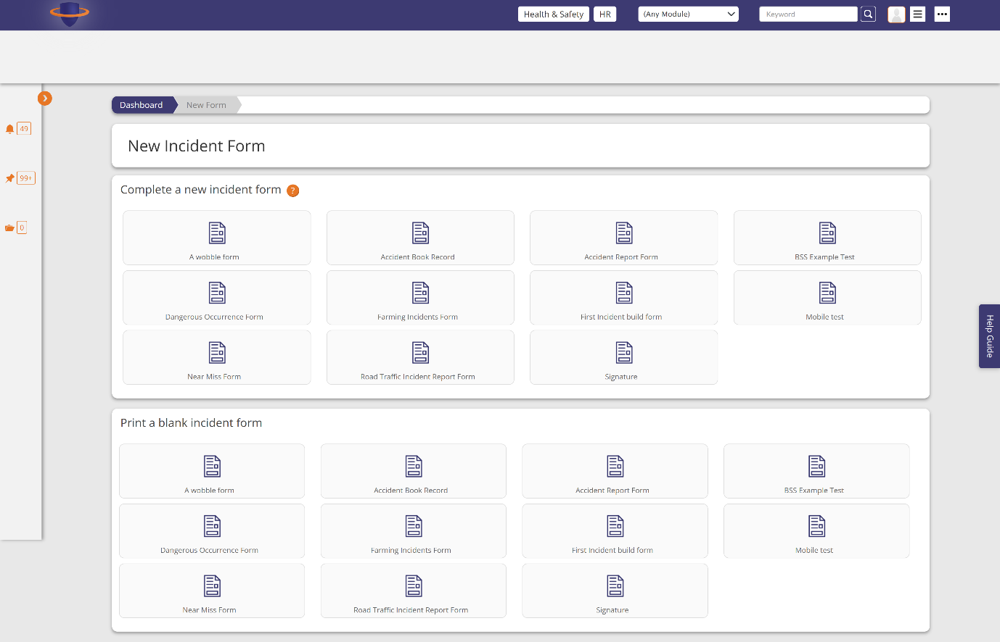 Health & Safety HR (Any Module) Keyword
Dashboard New Form
49
New Incident Form
99+
Complete a new incident form ?
0
A wobble form Accident Book Record Accident Report Form BSS Example Test
Dangerous Occurrence Form Farming Incidents Form First Incident build form Mobile test
Help Guide
Near Miss Form Road Traffic Incident Report Form Signature
Print a blank incident form
A wobble form Accident Book Record Accident Report Form BSS Example Test
Dangerous Occurrence Form Farming Incidents Form First Incident build form Mobile test
Near Miss Form Road Traffic Incident Report Form Signature